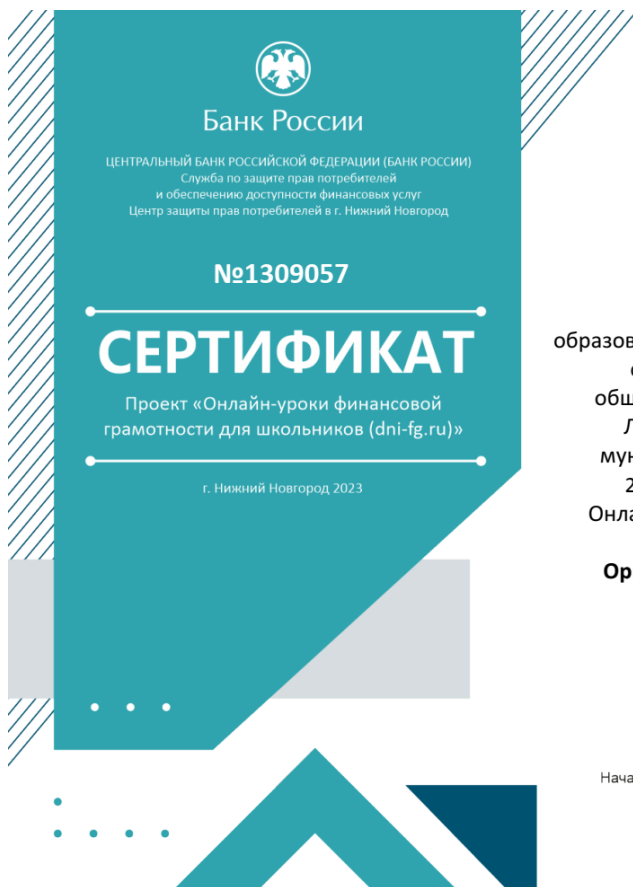 Банк России
ЦЕНТРАЛЬНЫЙ БАНК РОССИЙСКОЙ ФЕДЕРАЦИИ (БАНК РОССИИ)
Служба по защите прав потребителей
и обеспечению доступности финансовых услуг
Центр защиты прав потребителей в г. Нижний Новгород
№1309057
СЕРТИФИКАТ
Проект «Онлайн-уроки финансовой
грамотности для школьников (dni-fg.ru)»
г. Нижний Новгород 2023